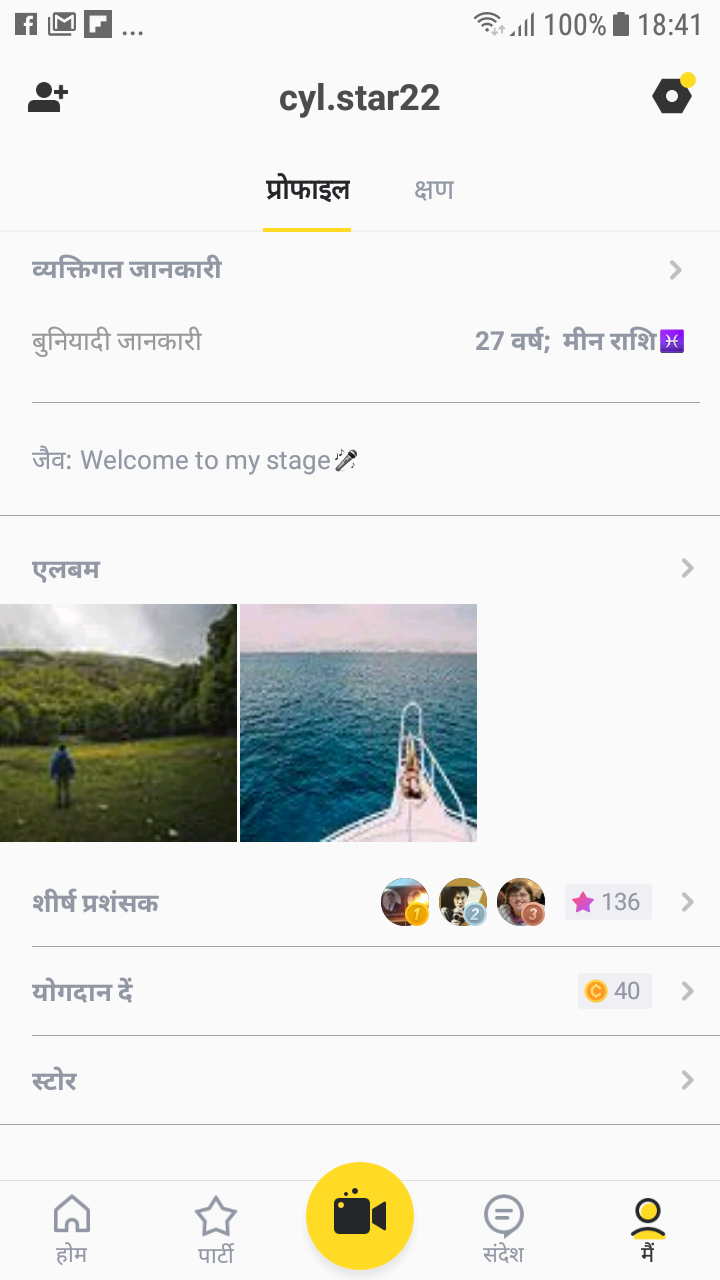 ... 100% 18:41
cyl.star22
प्रोफाइल क्षण
व्यक्तिगत जानकारी
बुनियादी जानकारी 27 वर्ष; मीन राशि♓
जैव: Welcome to my stage🎤
एलबम
शीर्ष प्रशंसक 1 2 3 136
योगदान दें C 40
स्टोर
होम पार्टी संदेश मैं